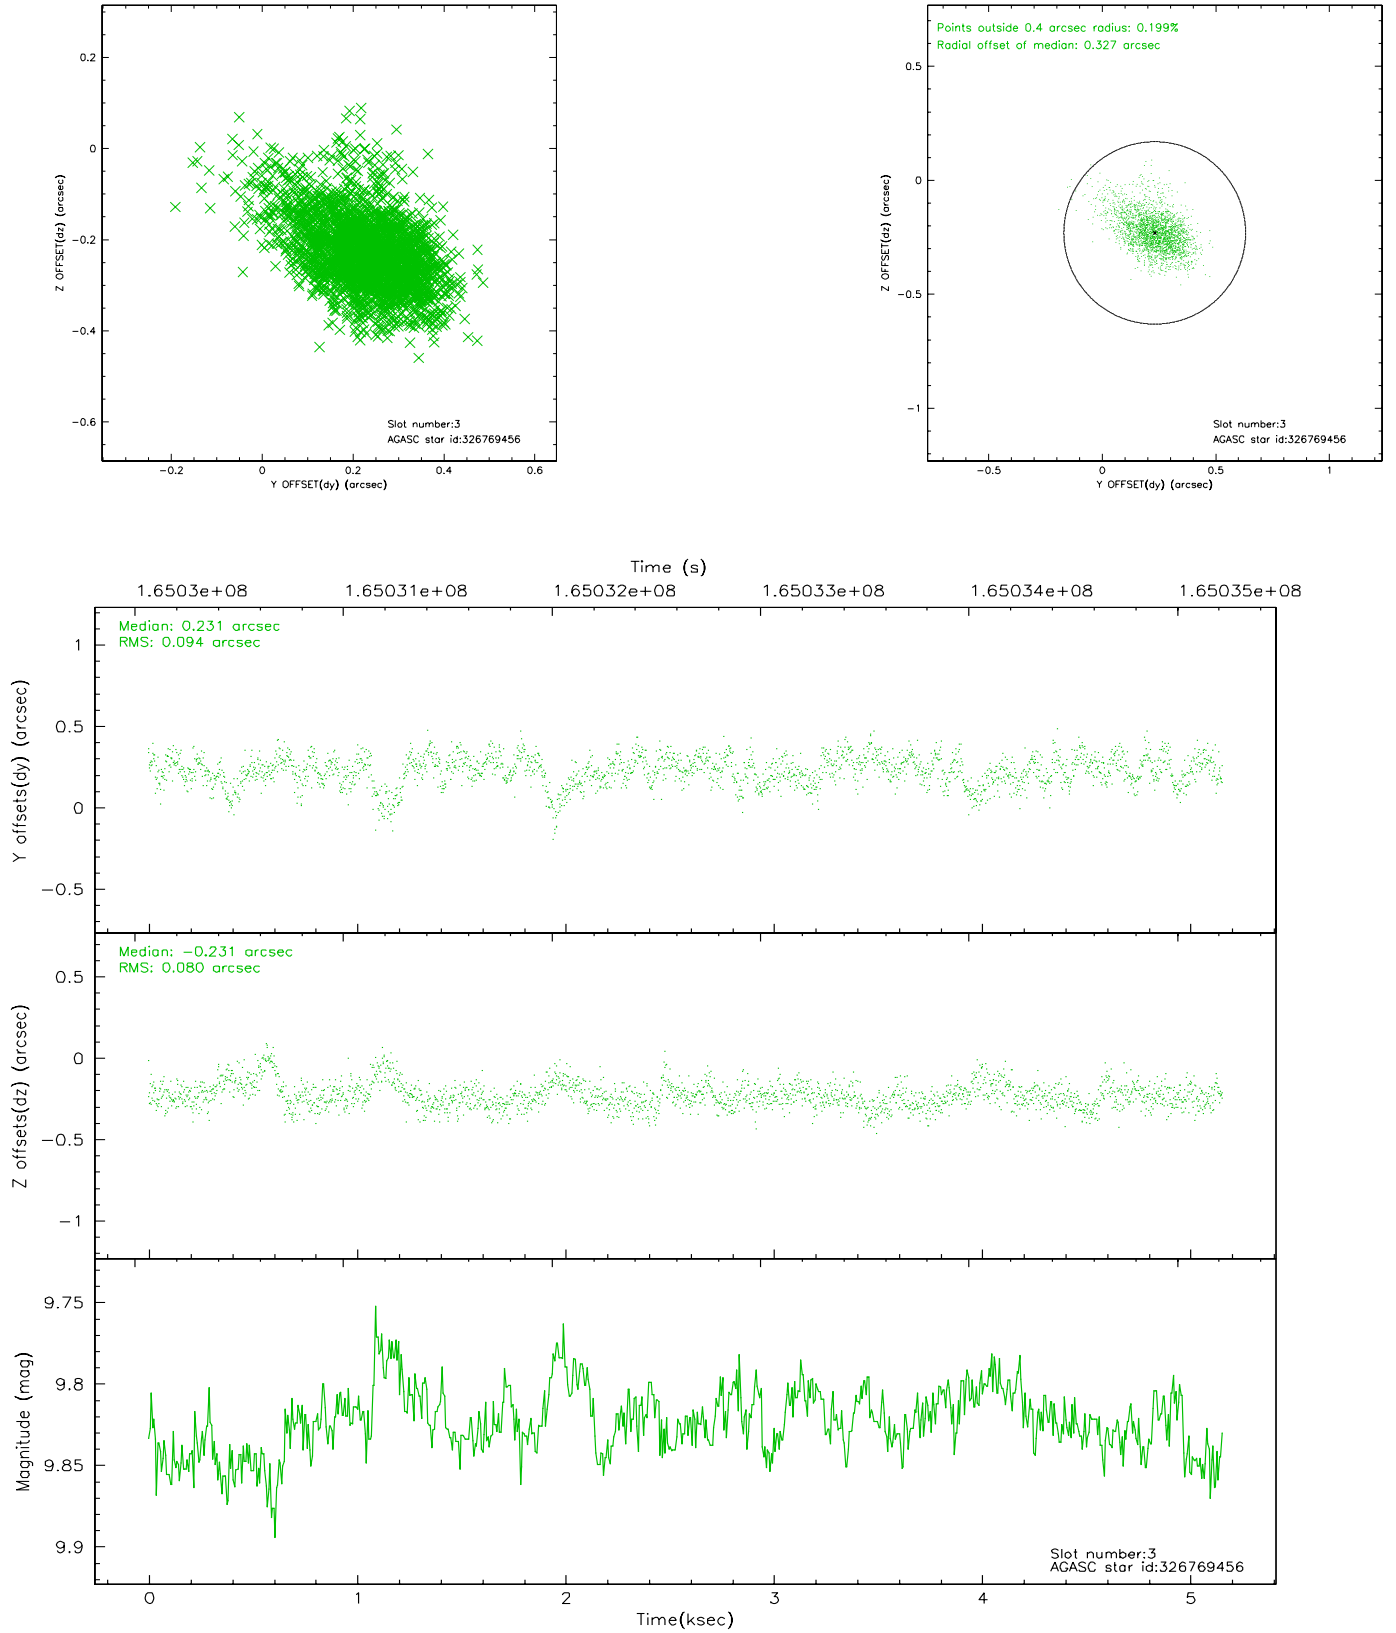 0.2
0
-0.2
-0.4
-0.6
Z OFFSET(dz) (arcsec)
Slot number:3
AGASC star id:326769456
-0.2 0 0.2 0.4 0.6
Y OFFSET(dy) (arcsec)
Points outside 0.4 arcsec radius: 0.199%
Radial offset of median: 0.327 arcsec
0.5
0
-0.5
-1
Z OFFSET(dz) (arcsec)
Slot number:3
AGASC star id:326769456
-0.5 0 0.5 1
Y OFFSET(dy) (arcsec)
Time (s)
1.6503e+08 1.65031e+08 1.65032e+08 1.65033e+08 1.65034e+08 1.65035e+08
Median: 0.231 arcsec
RMS: 0.094 arcsec
1
0.5
0
-0.5
Y offsets(dy) (arcsec)
Median: -0.231 arcsec
RMS: 0.080 arcsec
0.5
0
-0.5
-1
Z offsets(dz) (arcsec)
9.75
9.8
9.85
9.9
Magnitude (mag)
Slot number:3
AGASC star id:326769456
0 1 2 3 4 5
Time(ksec)